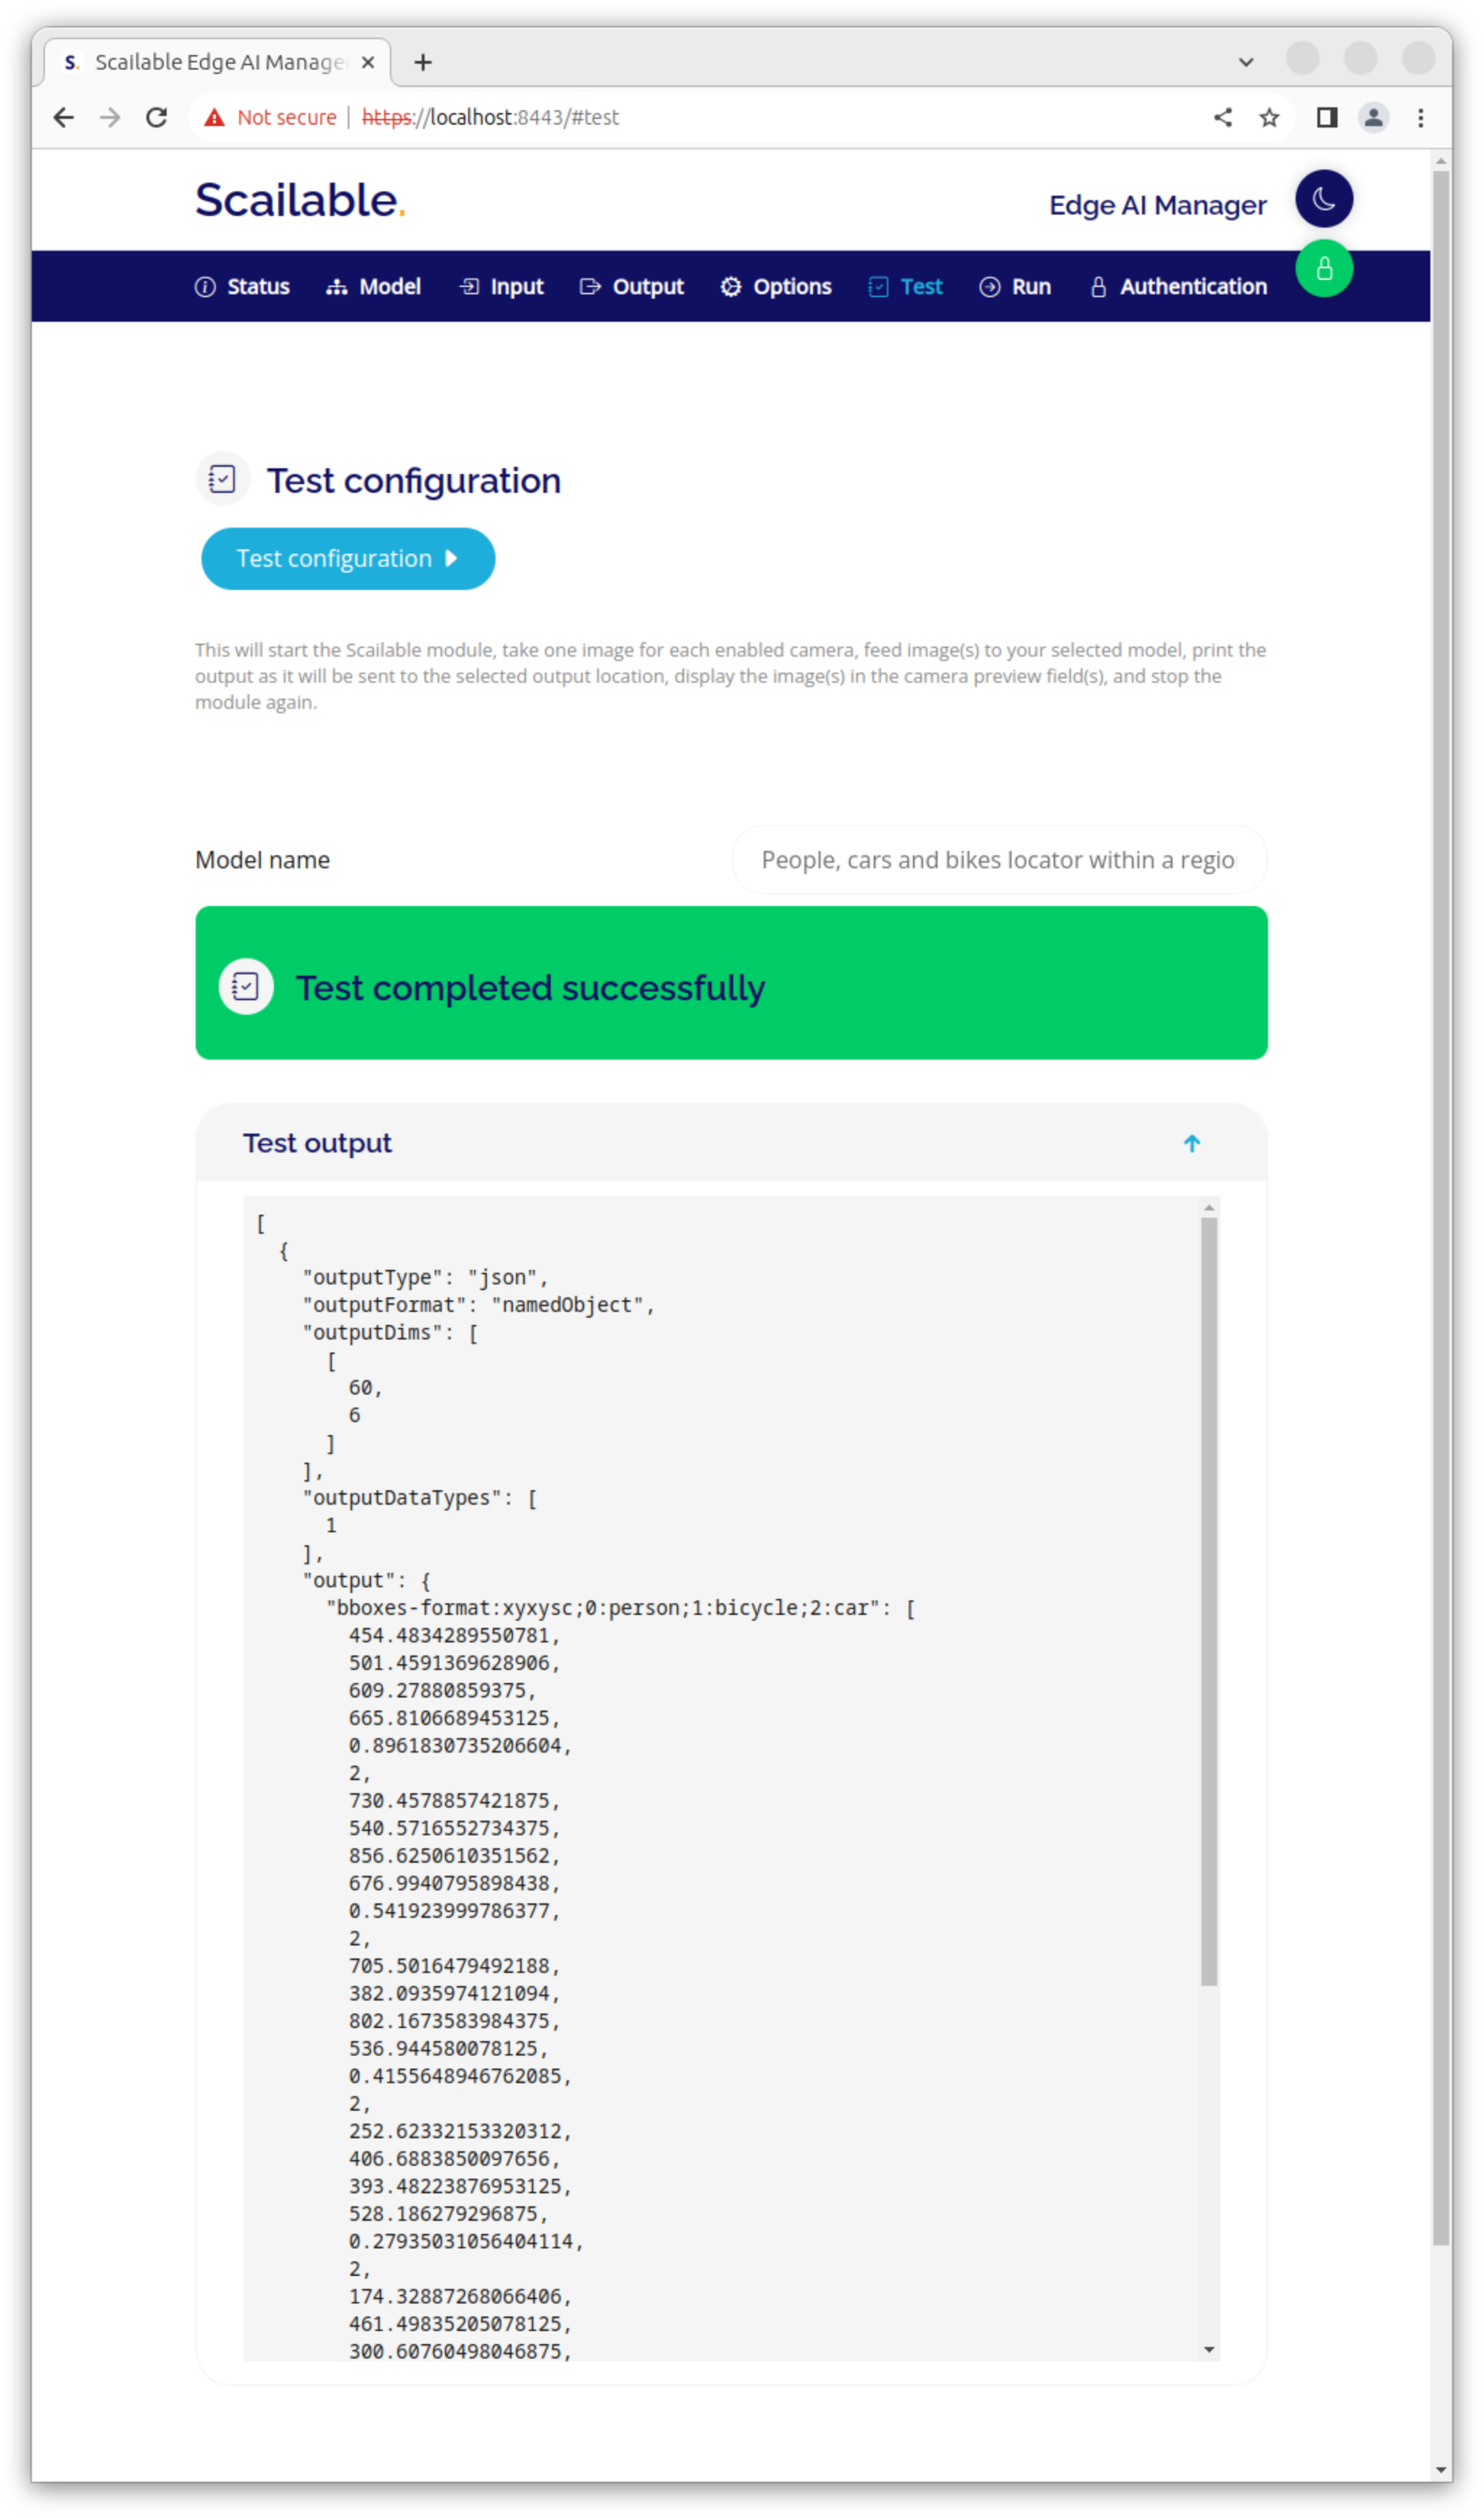 S. Scailable Edge AI Manage
Not secure | https://localhost:8443/#test
Scailable.
Edge AI Manager
Status Model Input Output Options Test Run Authentication
Test configuration
Test configuration
This will start the Scailable module, take one image for each enabled camera, feed image(s) to your selected model, print the
output as it will be sent to the selected output location, display the image(s) in the camera preview field(s), and stop the
module again.
Model name
People, cars and bikes locator within a regio
Test completed successfully
Test output
[
{
"outputType": "json",
"outputFormat": "namedObject",
"outputDims": [
[
60,
6
]
],
"outputDataTypes": [
1
],
"output": {
"bboxes-format:xyxysc;0:person;1:bicycle;2:car": [
454.4834289550781,
501.4591369628906,
609.27880859375,
665.8106689453125,
0.8961830735206604,
2,
730.4578857421875,
540.5716552734375,
856.6250610351562,
676.9940795898438,
0.541923999786377,
2,
705.5016479492188,
382.0935974121094,
802.1673583984375,
536.944580078125,
0.4155648946762085,
2,
252.62332153320312,
406.6883850097656,
393.48223876953125,
528.186279296875,
0.27935031056404114,
2,
174.32887268066406,
461.49835205078125,
300.60760498046875,